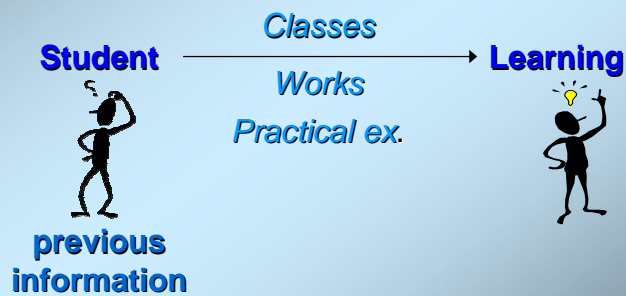 Classes
Student
Learning
Works
Practical ex.
?
previous
information